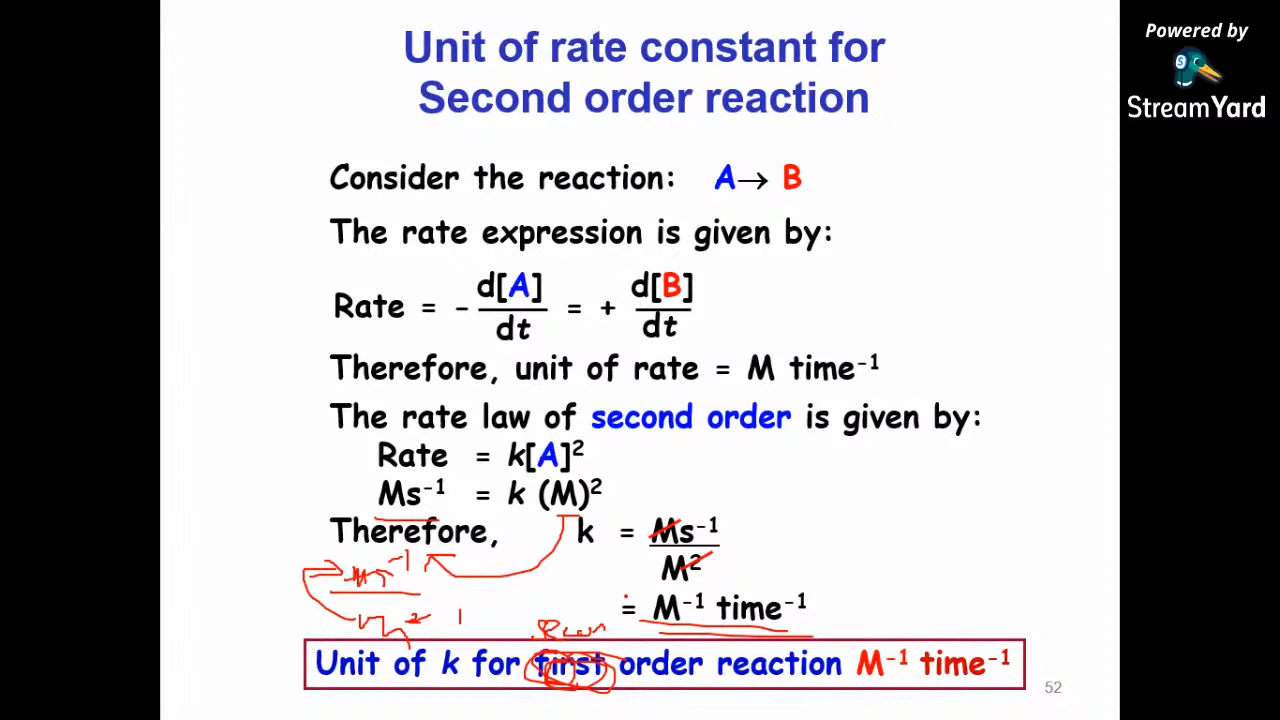 Unit of rate constant for
Second order reaction
Powered by
StreamYard
Consider the reaction: A→ B
The rate expression is given by:
Rate = - d[A]/dt = + d[B]/dt
Therefore, unit of rate = M time⁻¹
The rate law of second order is given by:
Rate = k[A]²
Ms⁻¹ = k (M)²
Therefore, k = Ms⁻¹/M²
= M⁻¹ time⁻¹
Unit of k for first order reaction M⁻¹ time⁻¹
52